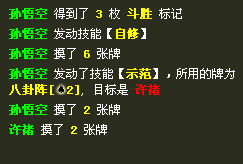 孙悟空 得到了 3 枚 斗胜 标记
孙悟空 发动技能【自修】
孙悟空 摸了 6 张牌
孙悟空 发动了技能【示范】，所用的牌为
八卦阵[♠2]，目标是 许褚
孙悟空 摸了 2 张牌
许褚 摸了 2 张牌